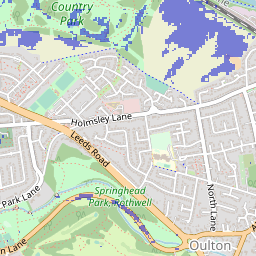 Country
Park
Holmsley Lane
Leeds Road
Park Lane
Springhead
Park, Rothwell
North Lane
n Lane
Oulton
A